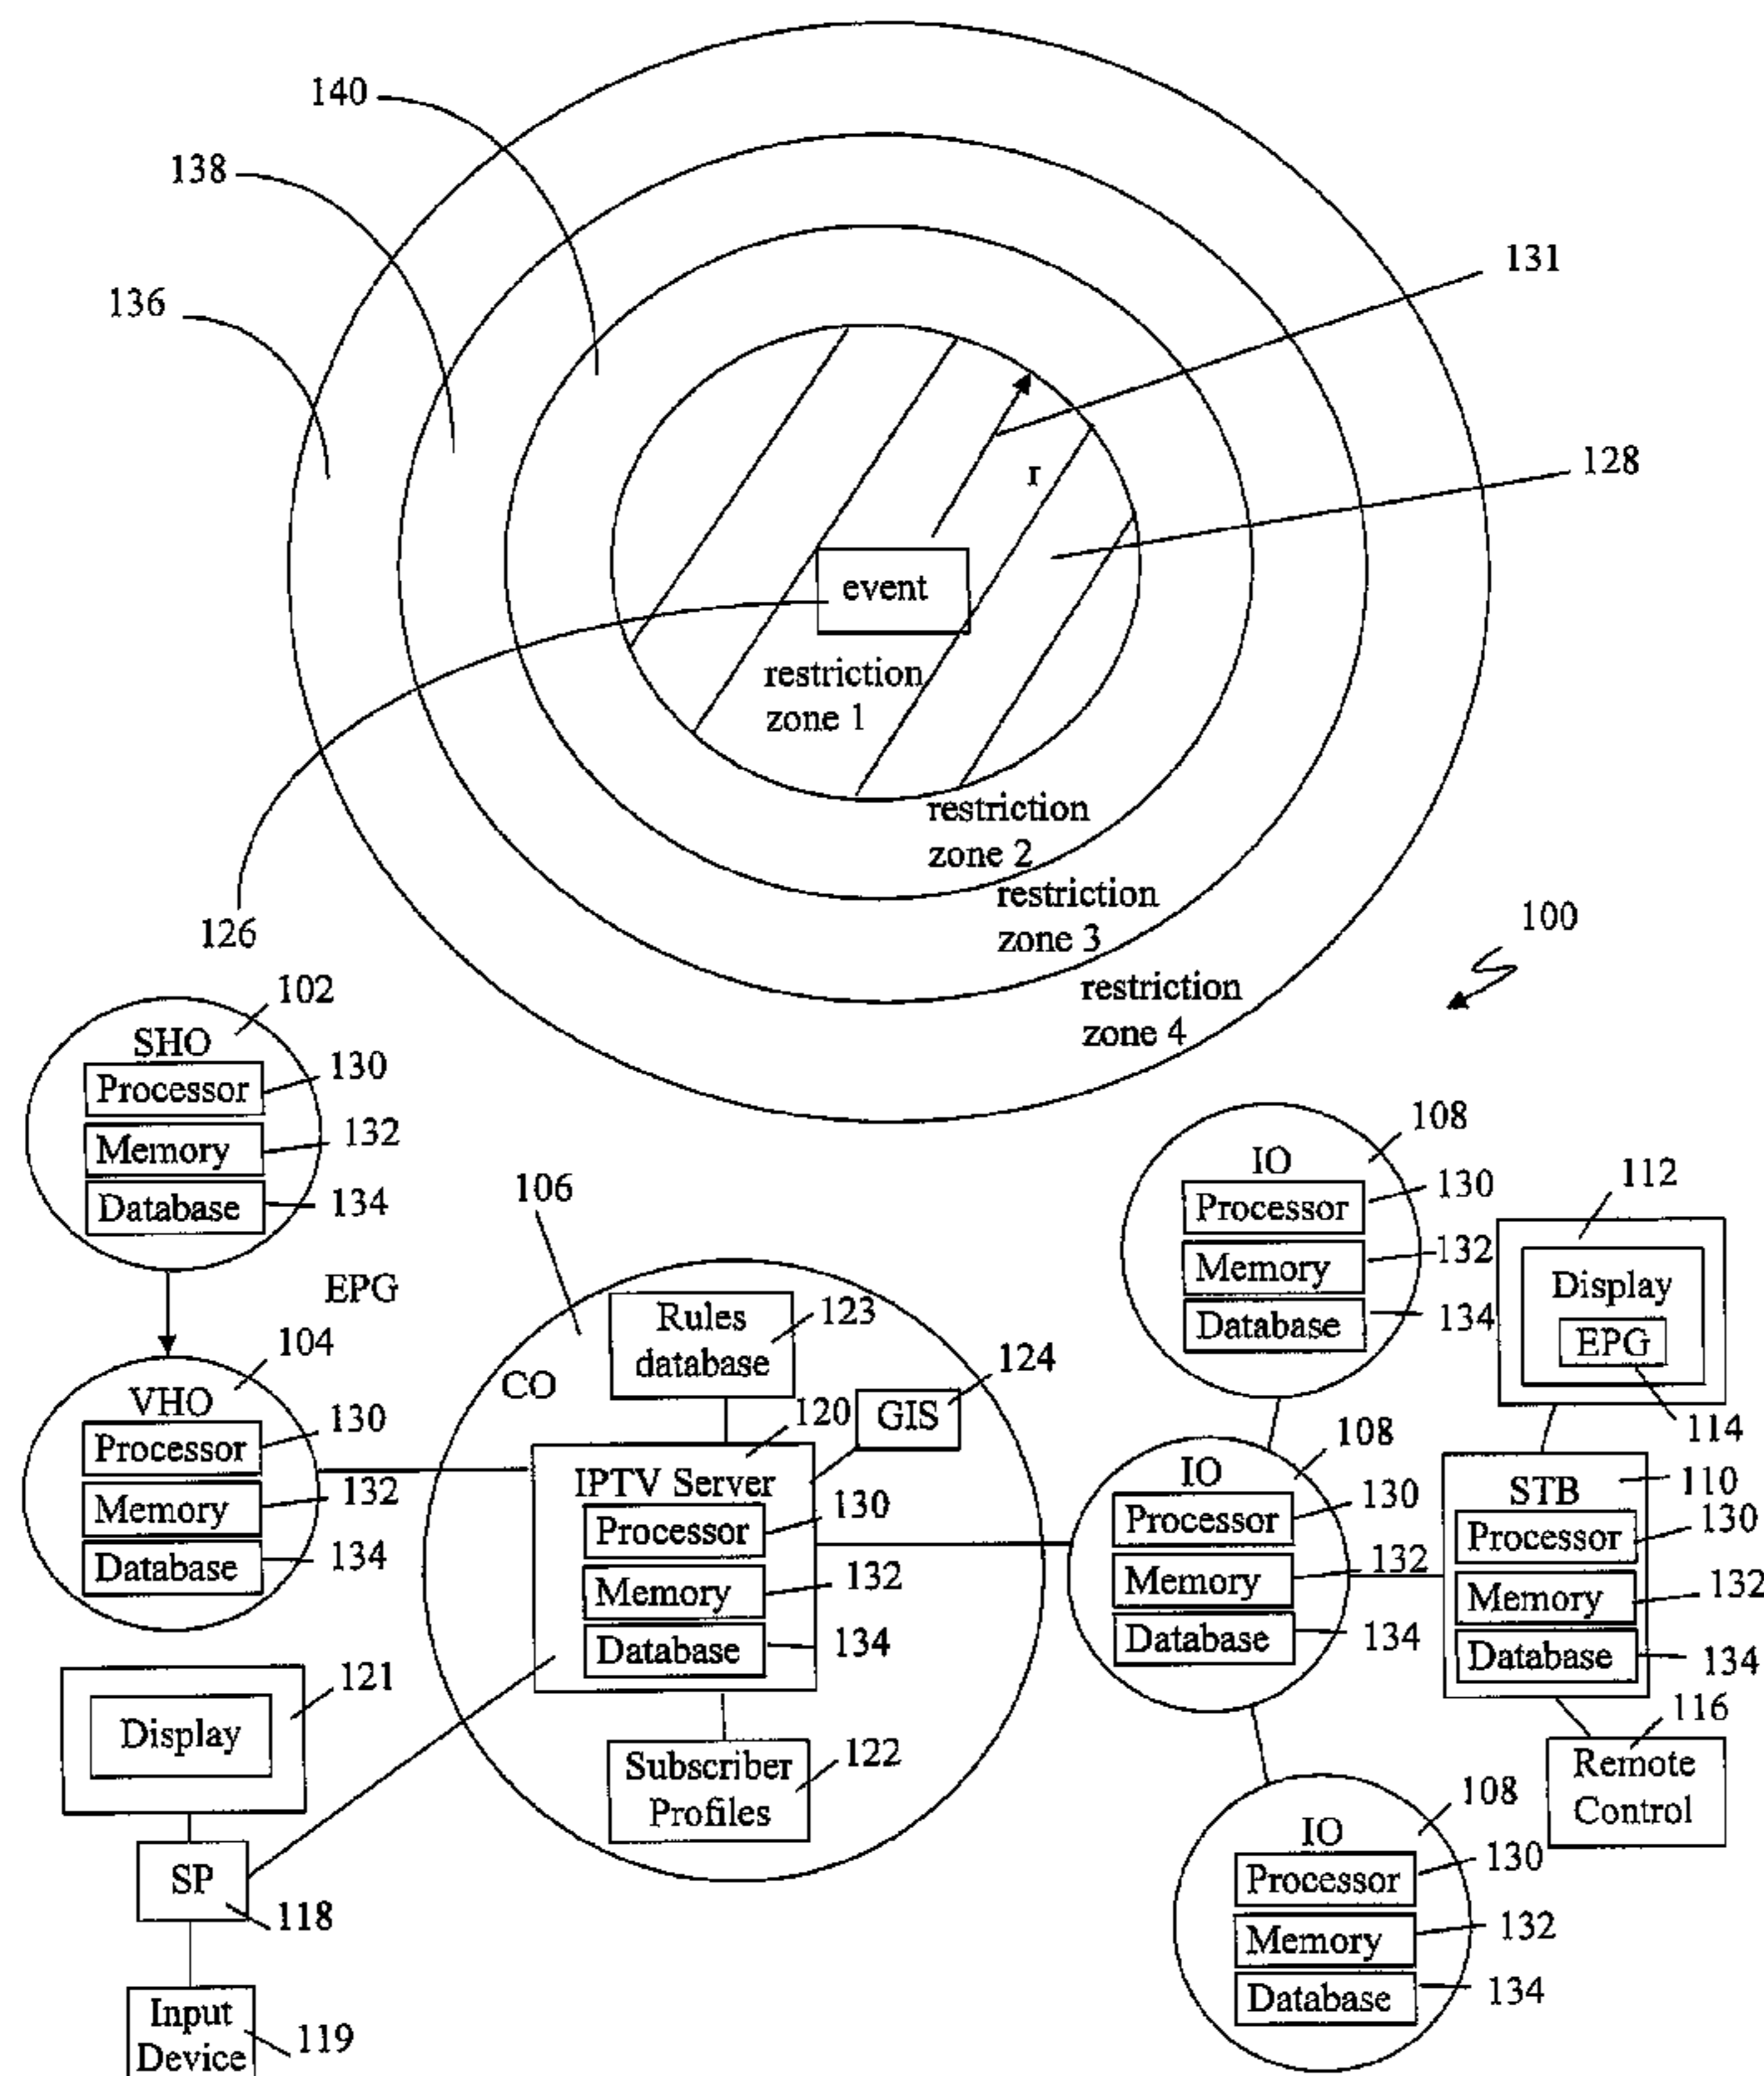 140
138
136
131
128
r
event
restriction
zone 1
restriction
zone 2
restriction
zone 3
restriction
zone 4
126
100
102
SHO
Processor
130
Memory
132
Database
134
EPG
104
VHO
Processor
130
Memory
132
Database
134
106
CO
Rules
database
123
GIS
124
120
IPTV Server
Processor
130
Memory
132
Database
134
Subscriber
Profiles
122
121
Display
SP
118
Input
Device
119
108
IO
Processor
130
Memory
132
Database
134
108
IO
Processor
130
Memory
132
Database
134
108
IO
Processor
130
Memory
132
Database
134
112
Display
EPG
114
110
STB
Processor
130
Memory
132
Database
134
116
Remote
Control